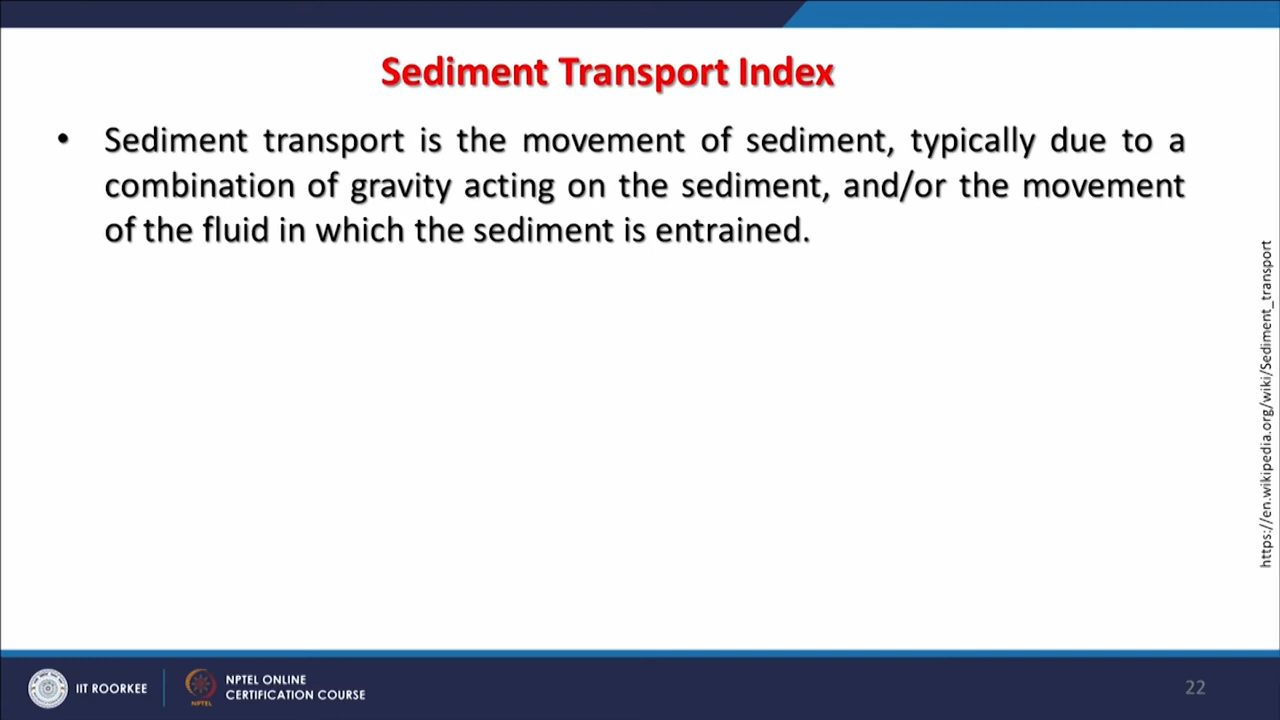 Sediment Transport Index
• Sediment transport is the movement of sediment, typically due to a
combination of gravity acting on the sediment, and/or the movement
of the fluid in which the sediment is entrained.
https://en.wikipedia.org/wiki/Sediment_transport
IIT ROORKEE
NPTEL
NPTEL ONLINE
CERTIFICATION COURSE
22